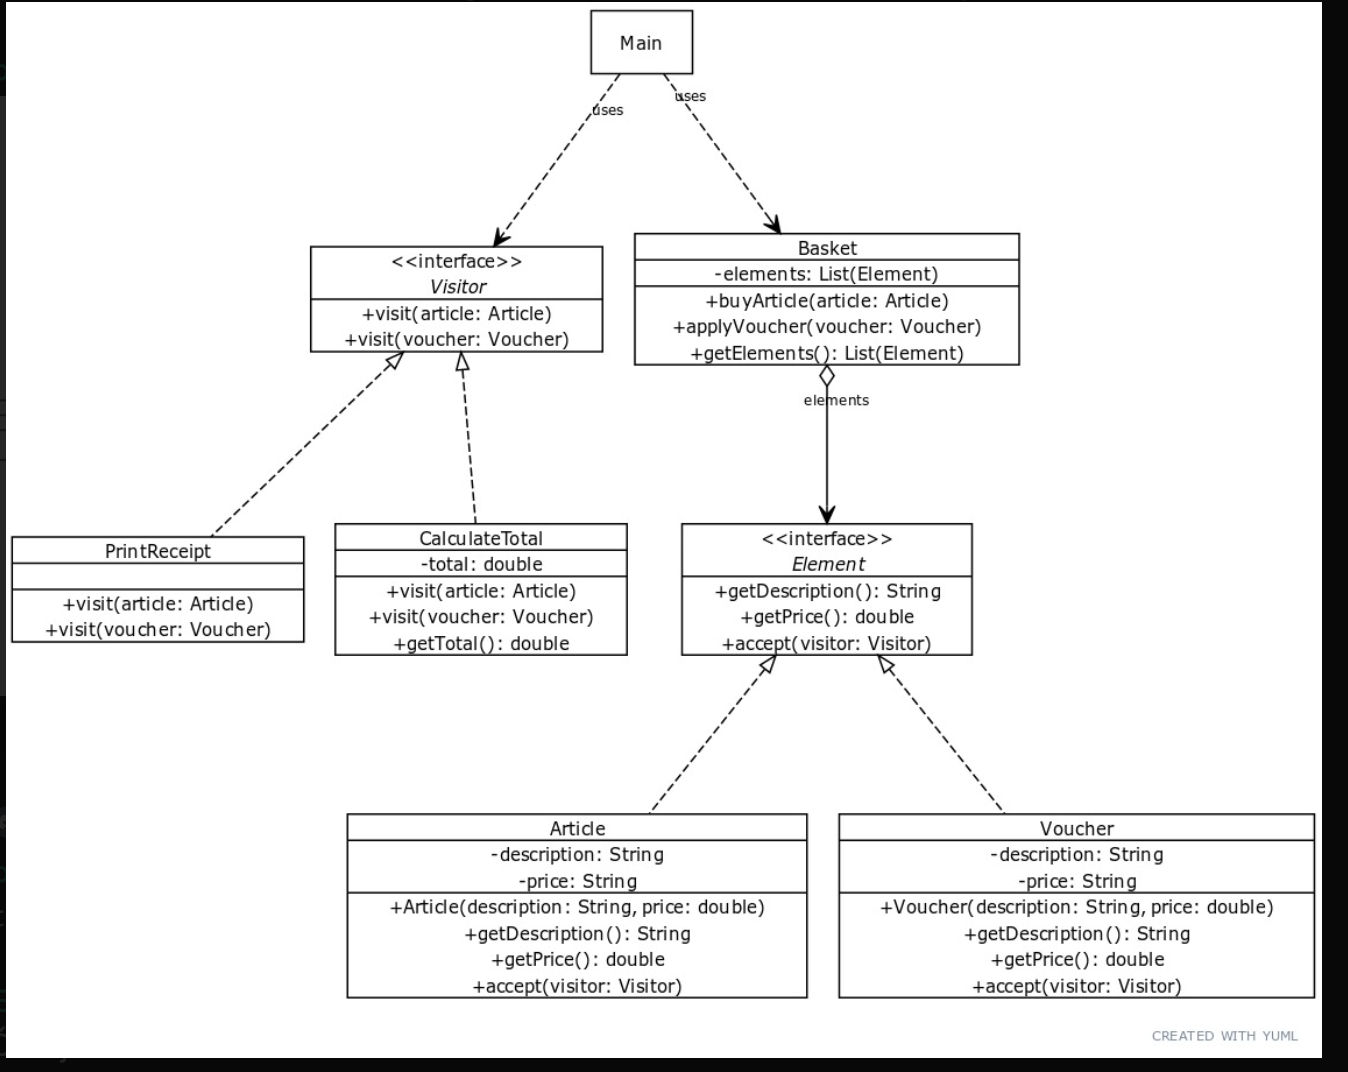 Main
uses
uses
<<interface>>
Visitor
+visit(article: Article)
+visit(voucher: Voucher)
Basket
-elements: List(Element)
+buyArticle(article: Article)
+applyVoucher(voucher: Voucher)
+getElements(): List(Element)
elements
PrintReceipt
+visit(article: Article)
+visit(voucher: Voucher)
CalculateTotal
-total: double
+visit(article: Article)
+visit(voucher: Voucher)
+getTotal(): double
<<interface>>
Element
+getDescription(): String
+getPrice(): double
+accept(visitor: Visitor)
Article
-description: String
-price: String
+Article(description: String, price: double)
+getDescription(): String
+getPrice(): double
+accept(visitor: Visitor)
Voucher
-description: String
-price: String
+Voucher(description: String, price: double)
+getDescription(): String
+getPrice(): double
+accept(visitor: Visitor)
CREATED WITH YUML